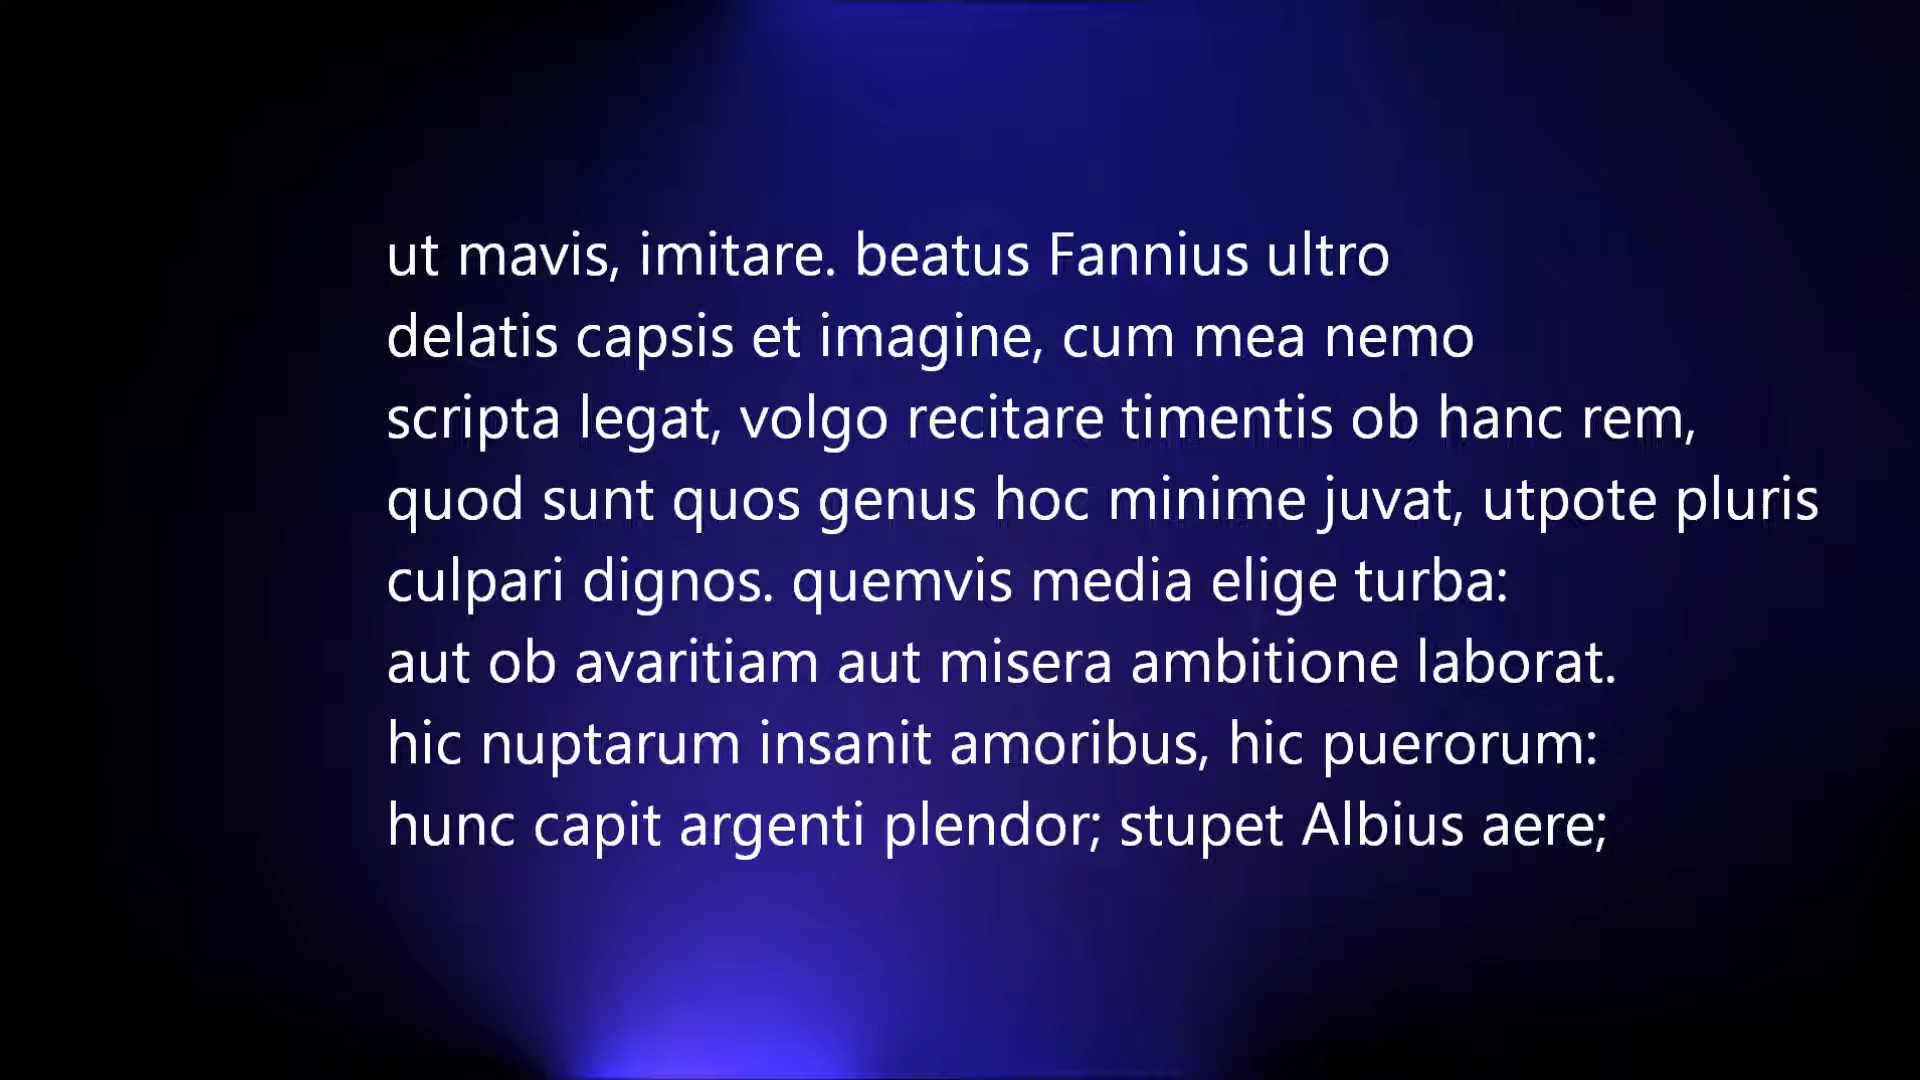 ut mavis, imitare. beatus Fannius ultro
delatis capsis et imagine, cum mea nemo
scripta legat, volgo recitare timentis ob hanc rem,
quod sunt quos genus hoc minime juvat, utpote pluris
culpari dignos. quemvis media elige turba:
aut ob avaritiam aut misera ambitione laborat.
hic nuptarum insanit amoribus, hic puerorum:
hunc capit argenti plendor; stupet Albius aere;